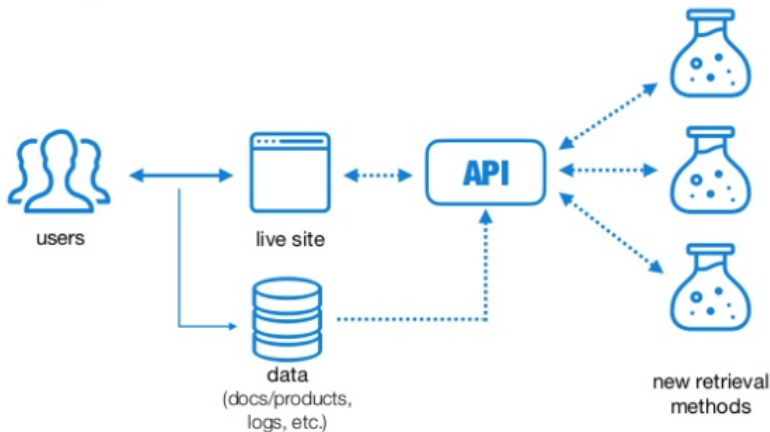 API
users
live site
data
(docs/products,
logs, etc.)
new retrieval
methods